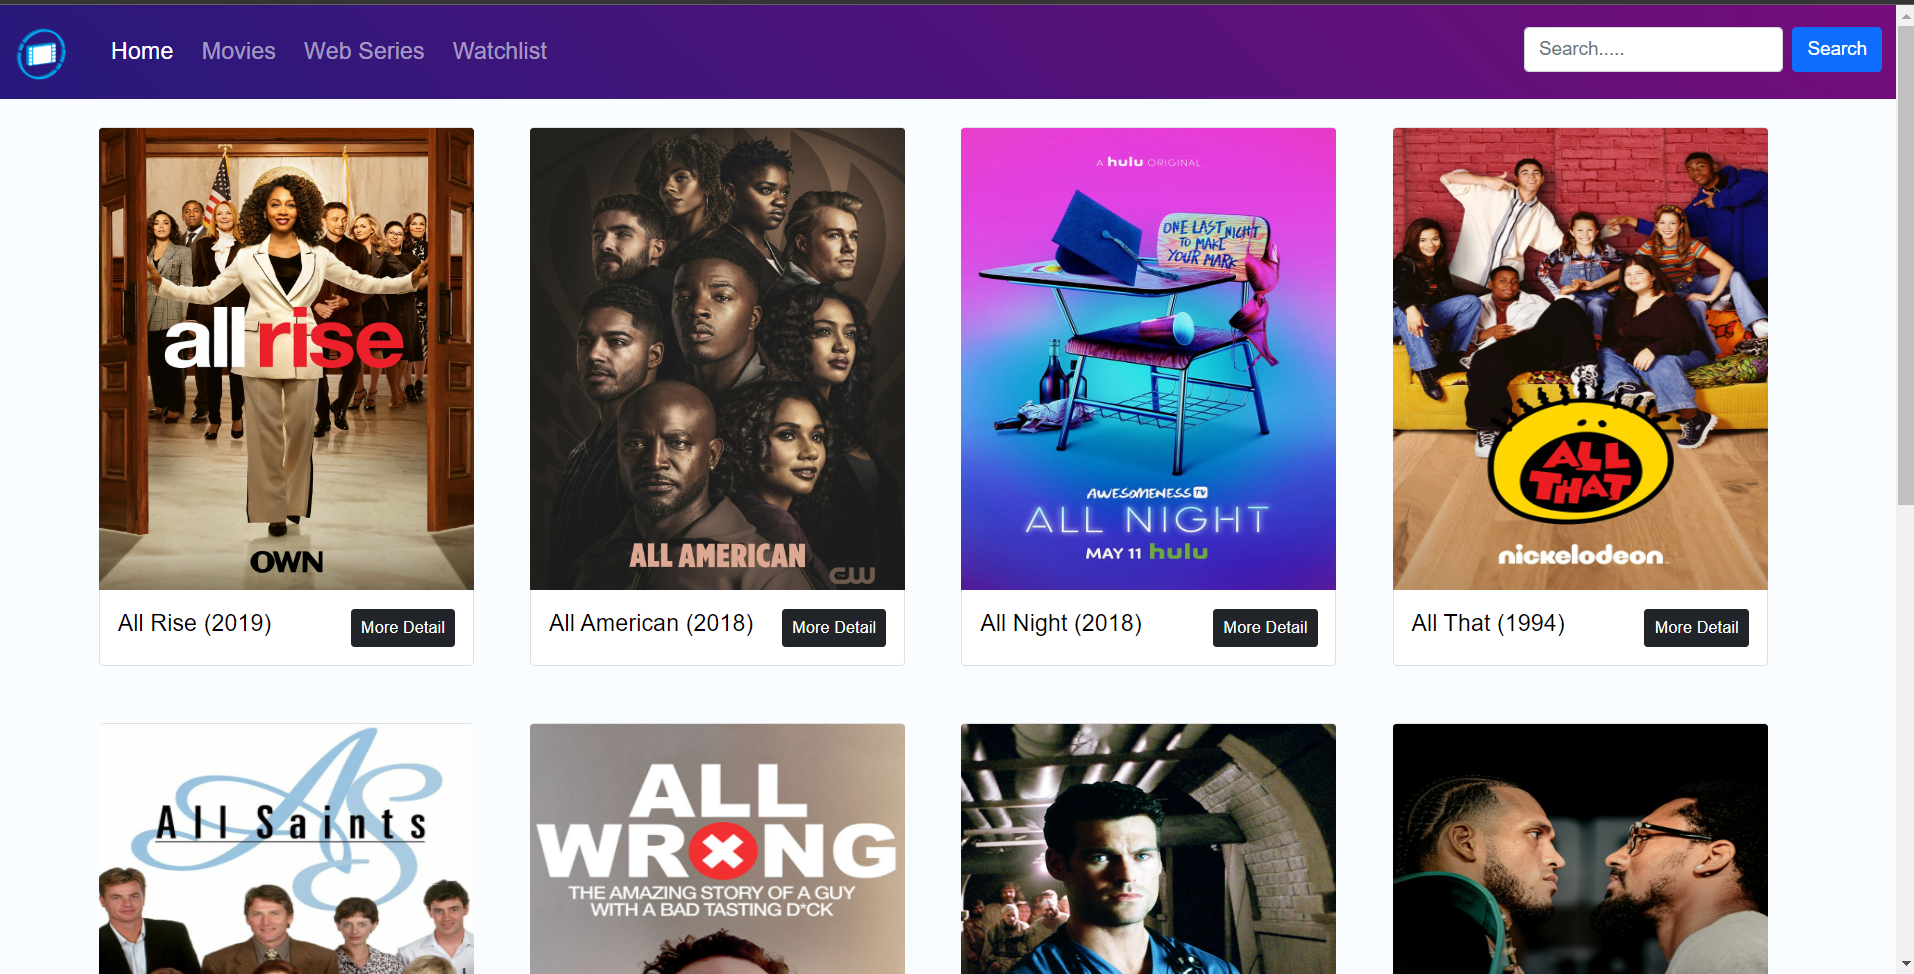 Home Movies Web Series Watchlist
Search.....
Search
all rise
OWN
All Rise (2019)
More Detail
ALL AMERICAN
CW
All American (2018)
More Detail
A hulu ORIGINAL
ONE LAST NIGHT
TO MAKE
YOUR MARK
AWESOMENESS TV
ALL NIGHT
MAY 11 hulu
All Night (2018)
More Detail
ALL
THAT
nickelodeon
All That (1994)
More Detail
AS
All Saints
ALL
WRONG
THE AMAZING STORY OF A GUY
WITH A BAD TASTING D*CK